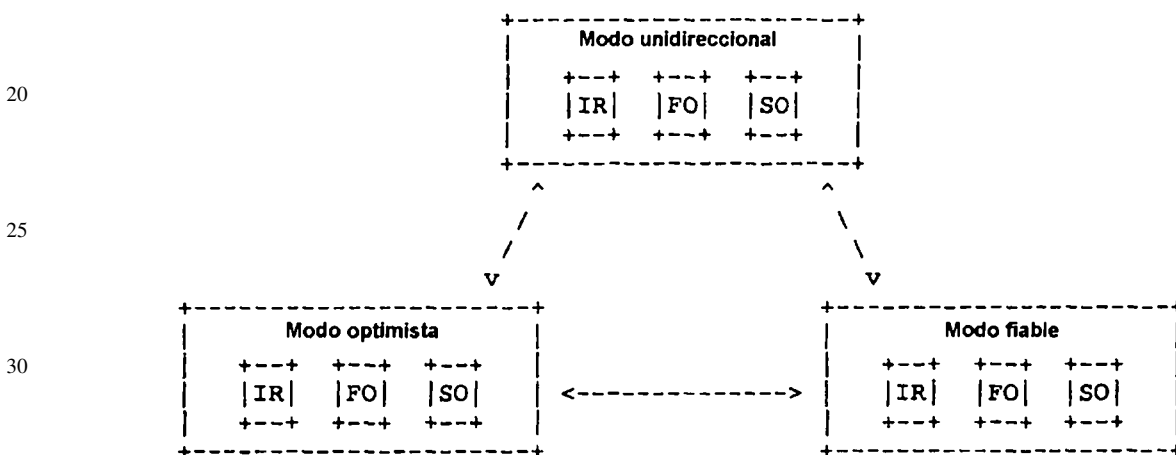 Modo unidireccional
20 |IR| |FO| |SO|
25
Modo optimista Modo fiable
30 |IR| |FO| |SO| <-------------> |IR| |FO| |SO|